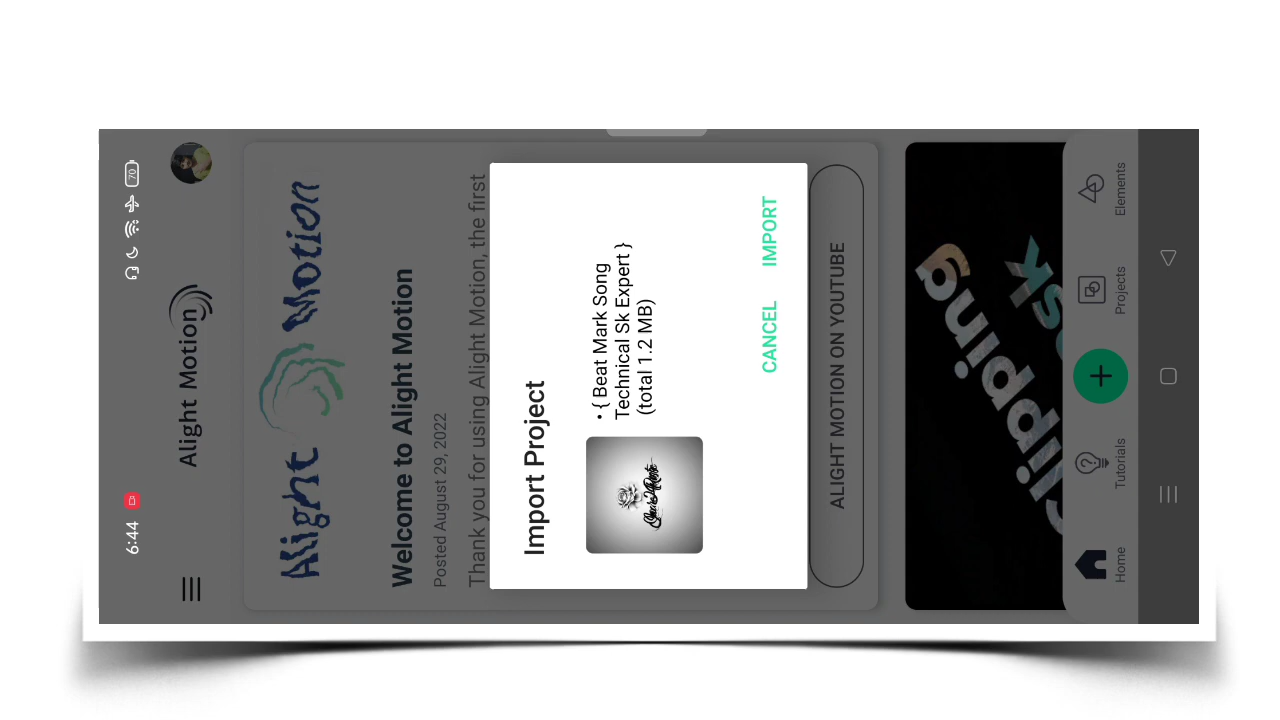 6:44
70
Alight Motion
Alight Motion
Welcome to Alight Motion
Posted August 29, 2022
Thank you for using Alight Motion, the first
Import Project
• { Beat Mark Song
Technical Sk Expert }
(total 1.2 MB)
CANCEL IMPORT
ALIGHT MOTION ON YOUTUBE
Home
Tutorials
Projects
Elements